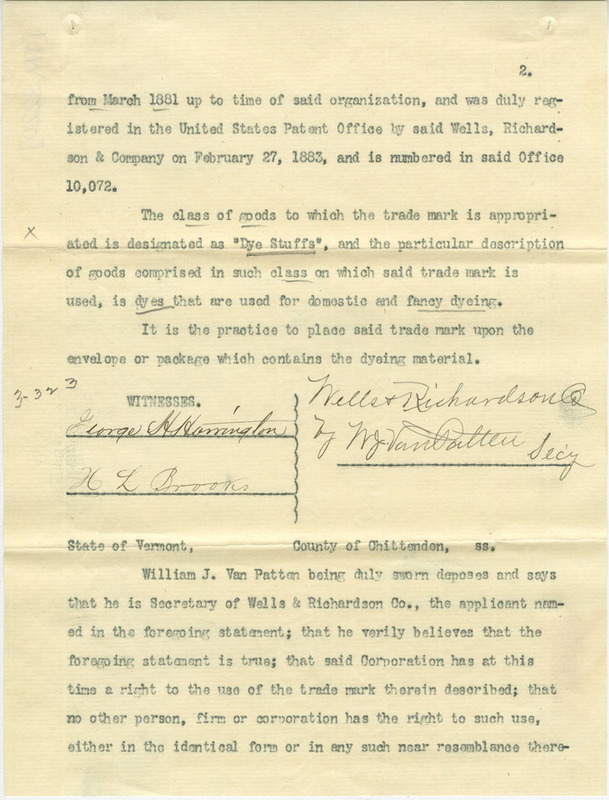 2.
from March 1881 up to time of said organization, and was duly reg-
istered in the United States Patent Office by said Wells, Richard-
son & Company on February 27, 1883, and is numbered in said Office
10,072.
The class of goods to which the trade mark is appropri-
x
ated is designated as "Dye Stuffs", and the particular description
of goods comprised in such class on which said trade mark is
used, is dyes that are used for domestic and fancy dyeing.
It is the practice to place said trade mark upon the
envelope or package which contains the dyeing material.
3-323
WITNESSES.
Wells & Richardson Co
George H Harrington
by W J Van Patten Secy
H L Brooks
State of Vermont, County of Chittenden, ss.
William J. Van Patten being duly sworn deposes and says
that he is Secretary of Wells & Richardson Co., the applicant nam-
ed in the foregoing statement; that he verily believes that the
foregoing statement is true; that said Corporation has at this
time a right to the use of the trade mark therein described; that
no other person, firm or corporation has the right to such use,
either in the identical form or in any such near resemblance there-